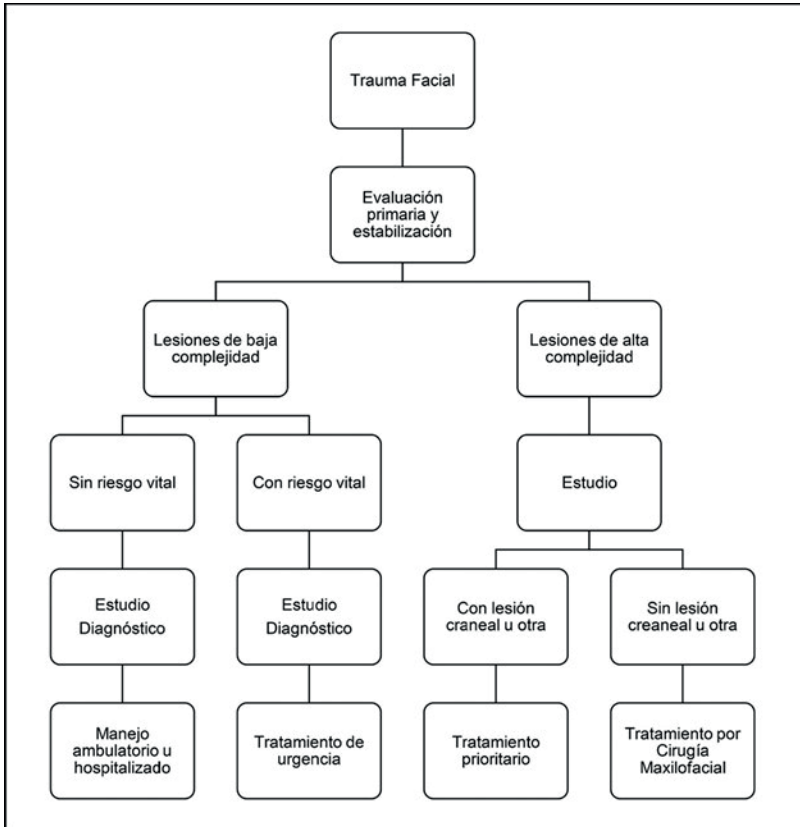 Trauma Facial
Evaluación
primaria y
estabilización
Lesiones de baja
complejidad
Lesiones de alta
complejidad
Sin riesgo vital
Con riesgo vital
Estudio
Estudio
Diagnóstico
Estudio
Diagnóstico
Con lesión
craneal u otra
Sin lesión
creaneal u otra
Manejo
ambulatorio u
hospitalizado
Tratamiento de
urgencia
Tratamiento
prioritario
Tratamiento por
Cirugía
Maxilofacial